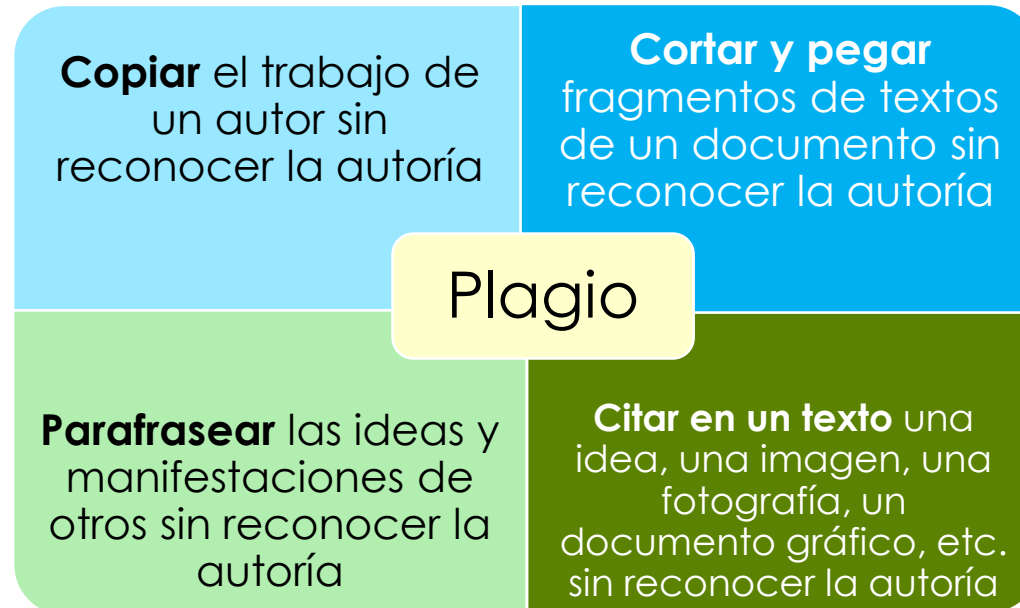 Copiar el trabajo de
un autor sin
reconocer la autoría
Cortar y pegar
fragmentos de textos
de un documento sin
reconocer la autoría
Plagio
Parafrasear las ideas y
manifestaciones de
otros sin reconocer la
autoría
Citar en un texto una
idea, una imagen, una
fotografía, un
documento gráfico, etc.
sin reconocer la autoría